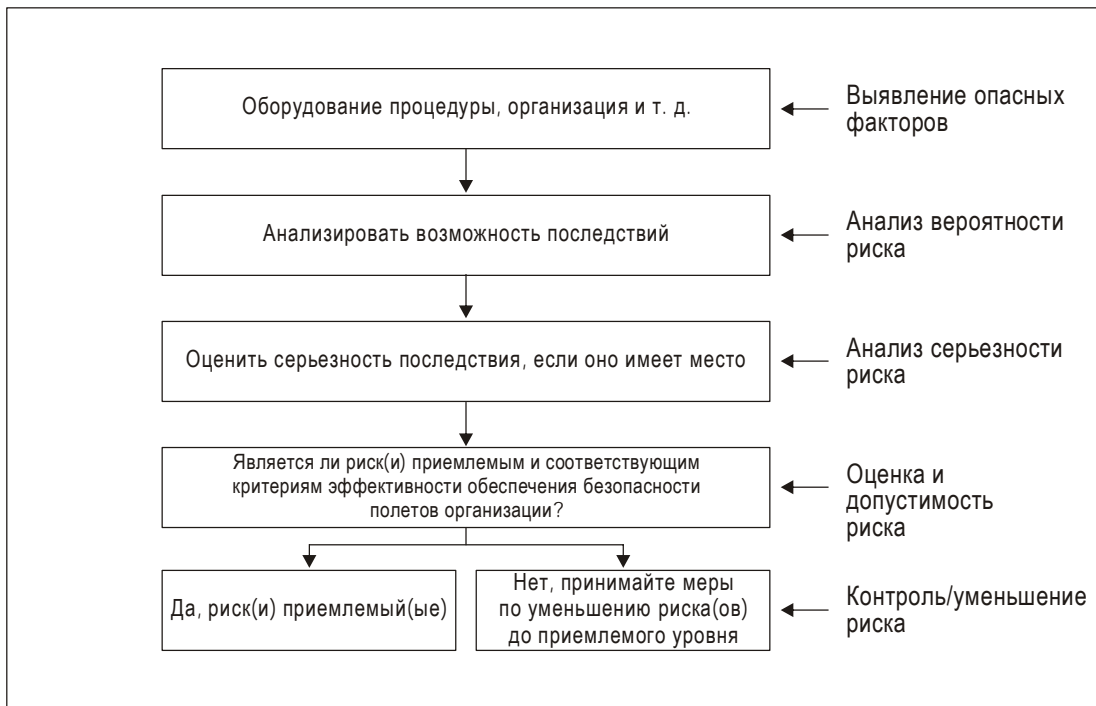 Оборудование процедуры, организация и т. д.
Выявление опасных
факторов
Анализировать возможность последствий
Анализ вероятности
риска
Оценить серьезность последствия, если оно имеет место
Анализ серьезности
риска
Является ли риск(и) приемлемым и соответствующим
критериям эффективности обеспечения безопасности
полетов организации?
Оценка и
допустимость
риска
Да, риск(и) приемлемый(ые)
Нет, принимайте меры
по уменьшению риска(ов)
до приемлемого уровня
Контроль/уменьшение
риска